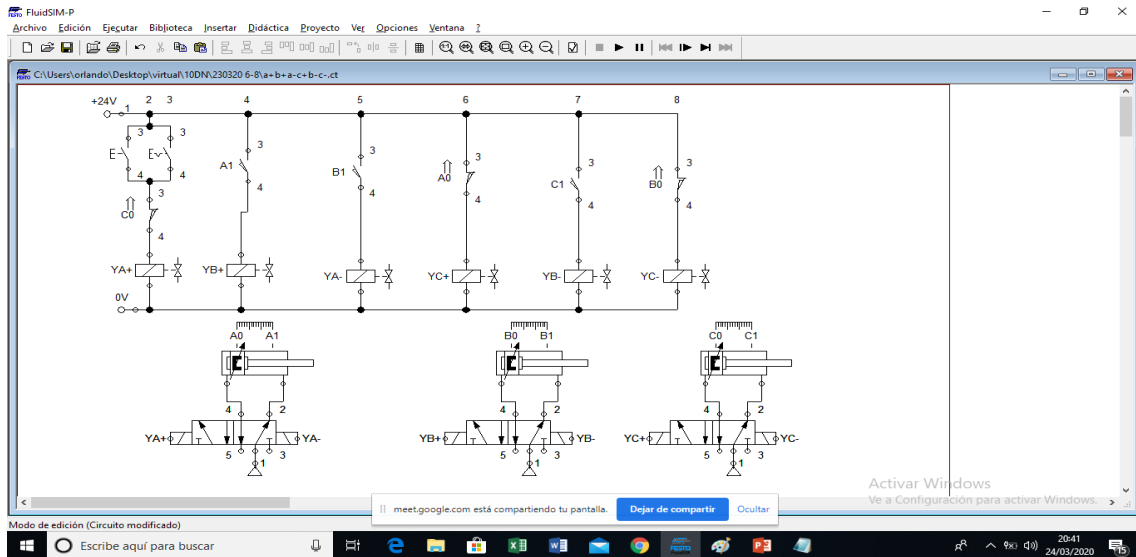 FluidSIM-P
Archivo Edición Ejecutar Biblioteca Insertar Didáctica Proyecto Ver Opciones Ventana ?
C:\Users\orlando\Desktop\virtual\10DN\230320 6-8\a+b+a-c+b-c-.ct
+24V 1 2 3 4 5 6 7 8
3 3 3 3 3 3 3
E E A1 B1 A0 C1 B0
4 4 4 4 4 4 4
3
C0
4
YA+ YB+ YA- YC+ YB- YC-
0V
A0 A1 B0 B1 C0 C1
4 2 4 2 4 2
YA+ YA- YB+ YB- YC+ YC-
5 3 5 3 5 3
1 1 1
Activar Windows
Ve a Configuración para activar Windows.
meet.google.com está compartiendo tu pantalla. Dejar de compartir Ocultar
Modo de edición (Circuito modificado)
Escribe aquí para buscar
20:41
24/03/2020
15